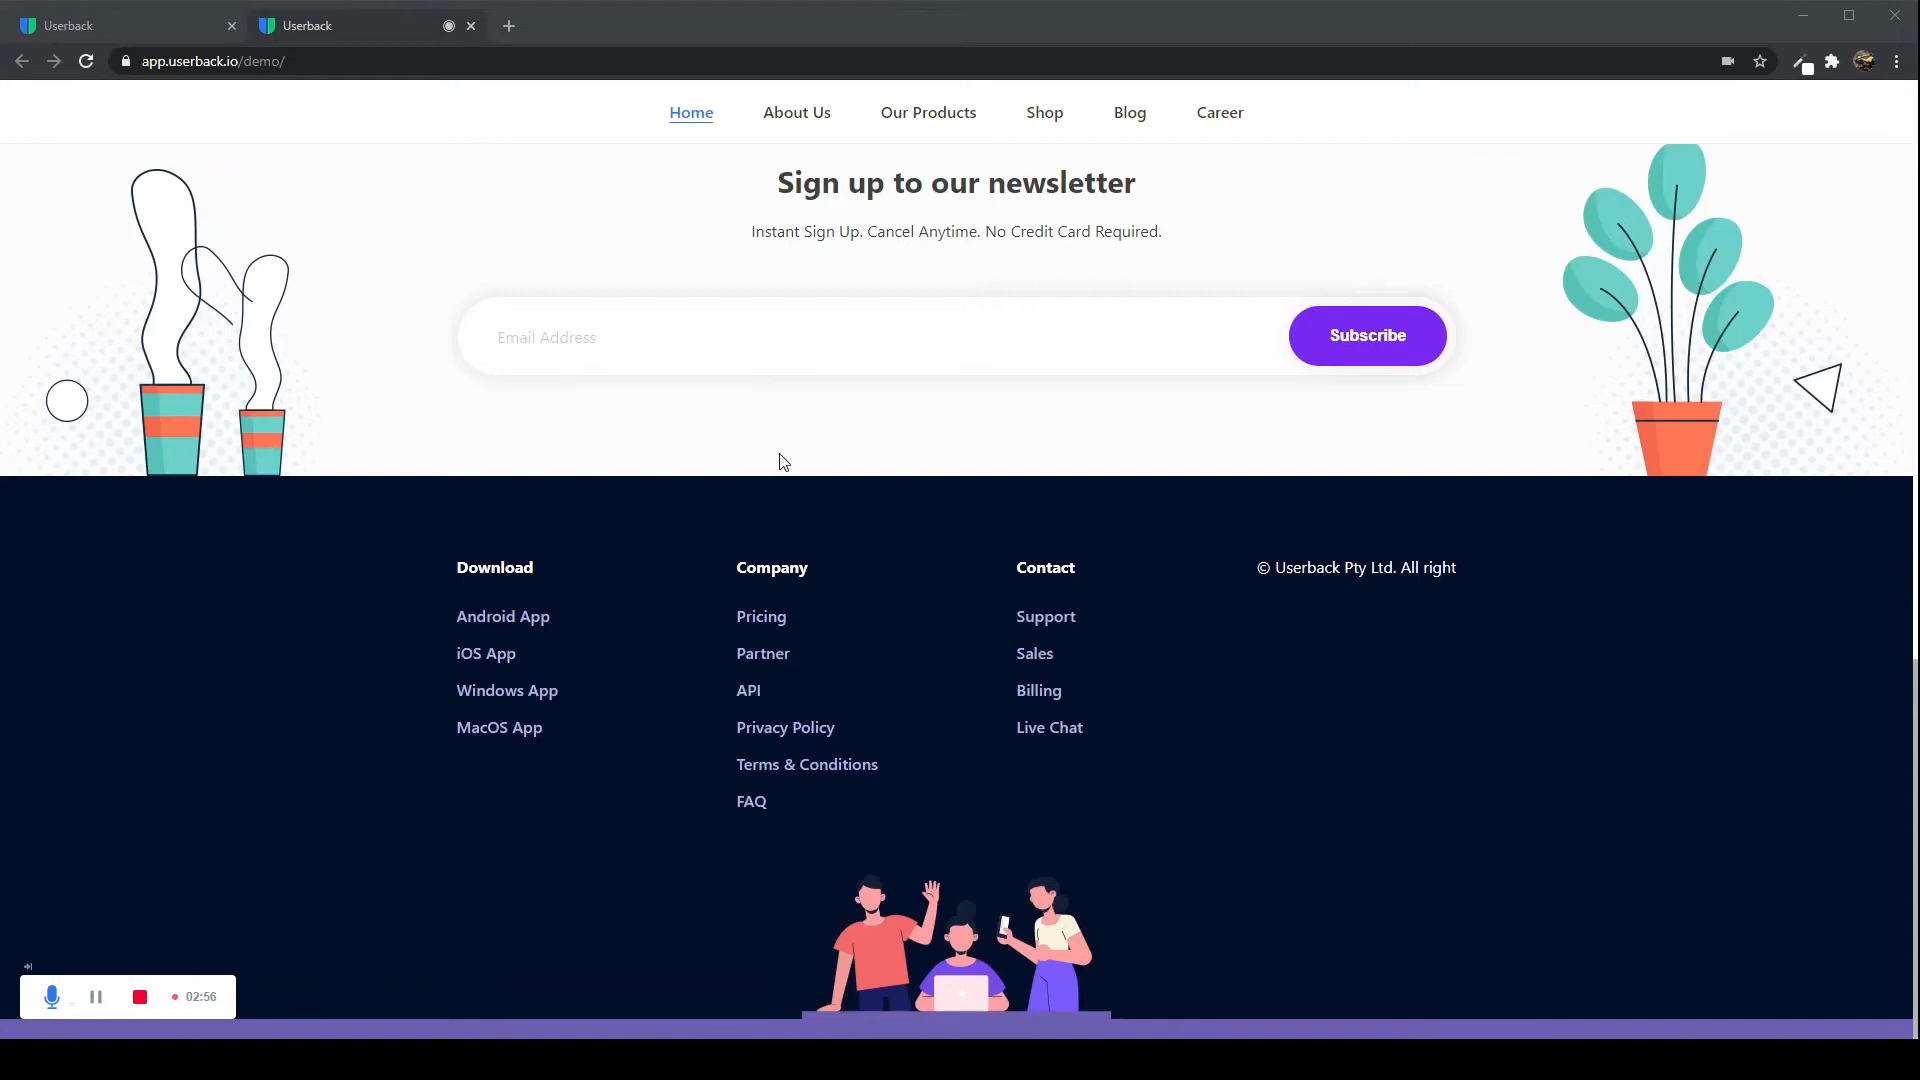 Userback
Userback
app.userback.io/demo/
Home
About Us
Our Products
Shop
Blog
Career
Sign up to our newsletter
Instant Sign Up. Cancel Anytime. No Credit Card Required.
Email Address
Subscribe
Download
Android App
iOS App
Windows App
MacOS App
Company
Pricing
Partner
API
Privacy Policy
Terms & Conditions
FAQ
Contact
Support
Sales
Billing
Live Chat
© Userback Pty Ltd. All right
02:56